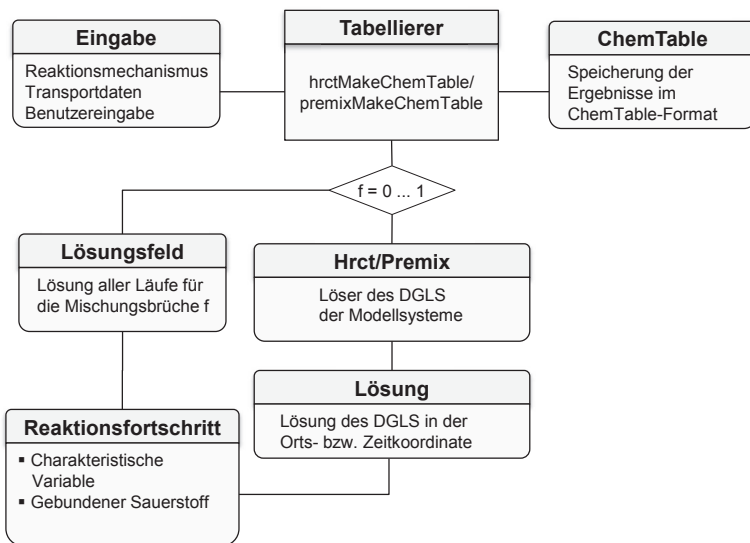 Eingabe
Reaktionsmechanismus
Transportdaten
Benutzereingabe
Tabellierer
hrctMakeChemTable/
premixMakeChemTable
ChemTable
Speicherung der
Ergebnisse im
ChemTable-Format
f = 0 ... 1
Lösungsfeld
Lösung aller Läufe für
die Mischungsbrüche f
Hrct/Premix
Löser des DGLS
der Modellsysteme
Lösung
Lösung des DGLS in der
Orts- bzw. Zeitkoordinate
Reaktionsfortschritt
▪ Charakteristische
Variable
▪ Gebundener Sauerstoff